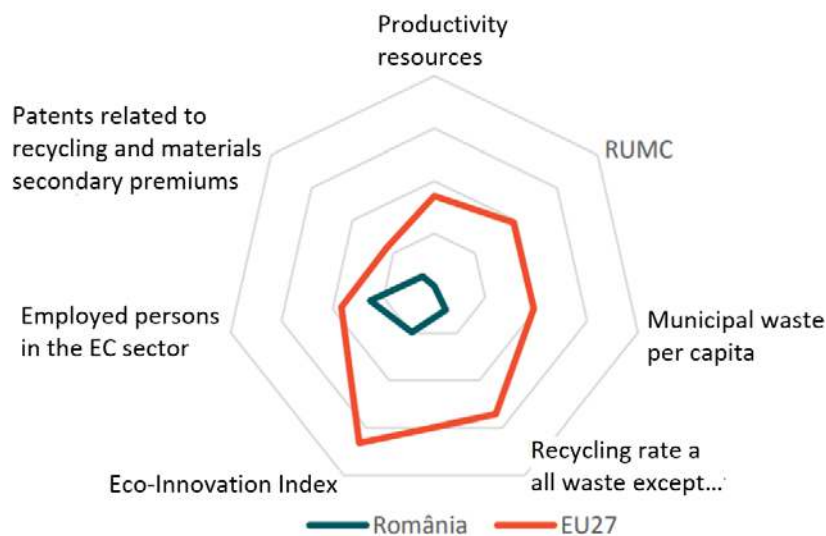 Productivity
resources
Patents related to
recycling and materials
secondary premiums
RUMC
Employed persons
in the EC sector
Municipal waste
per capita
Recycling rate a
all waste except...
Eco-Innovation Index
România
EU27